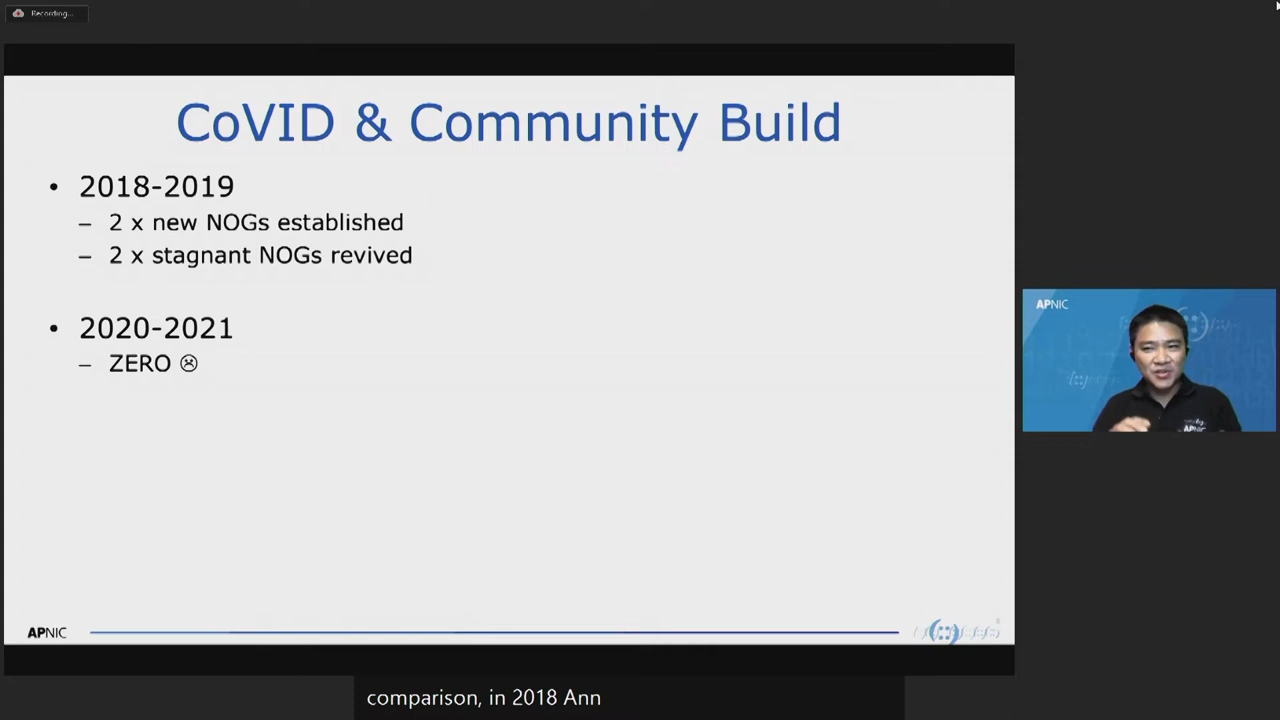 Recording...
CoVID & Community Build
• 2018-2019
– 2 x new NOGs established
– 2 x stagnant NOGs revived
• 2020-2021
– ZERO ☹
APNIC
APNIC
APNIC
comparison, in 2018 Ann